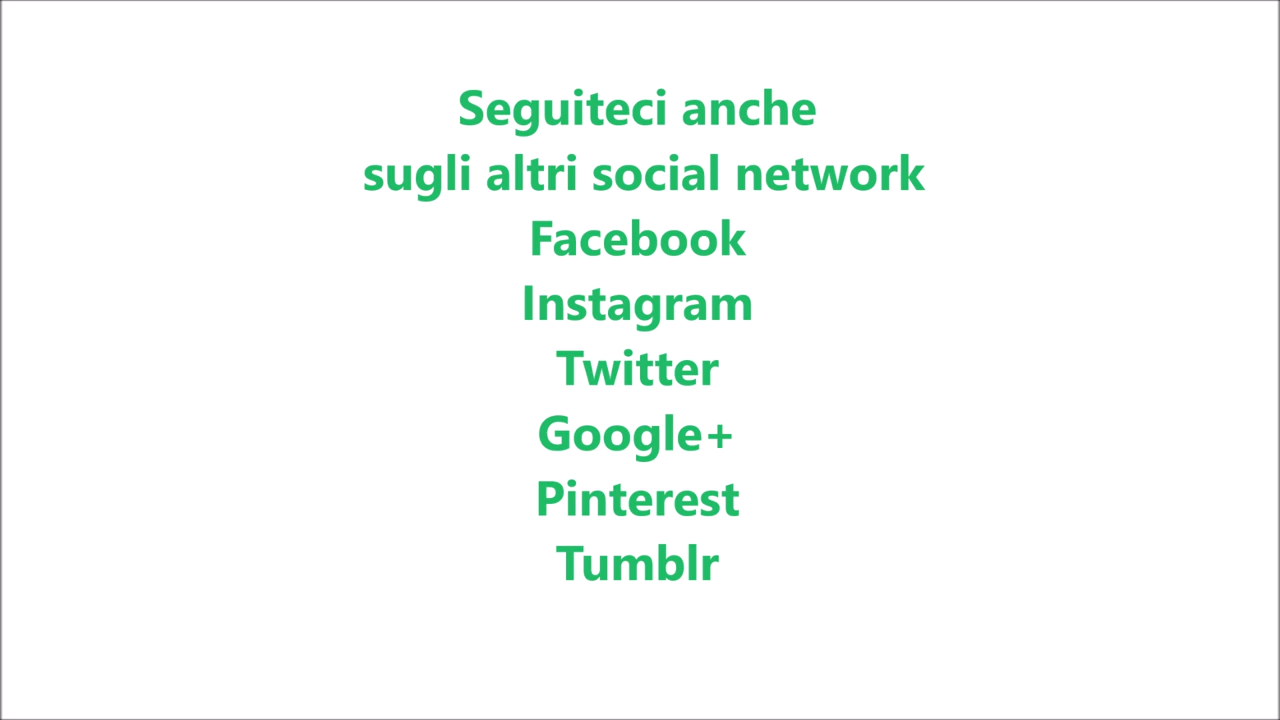 Seguiteci anche
sugli altri social network
Facebook
Instagram
Twitter
Google+
Pinterest
Tumblr